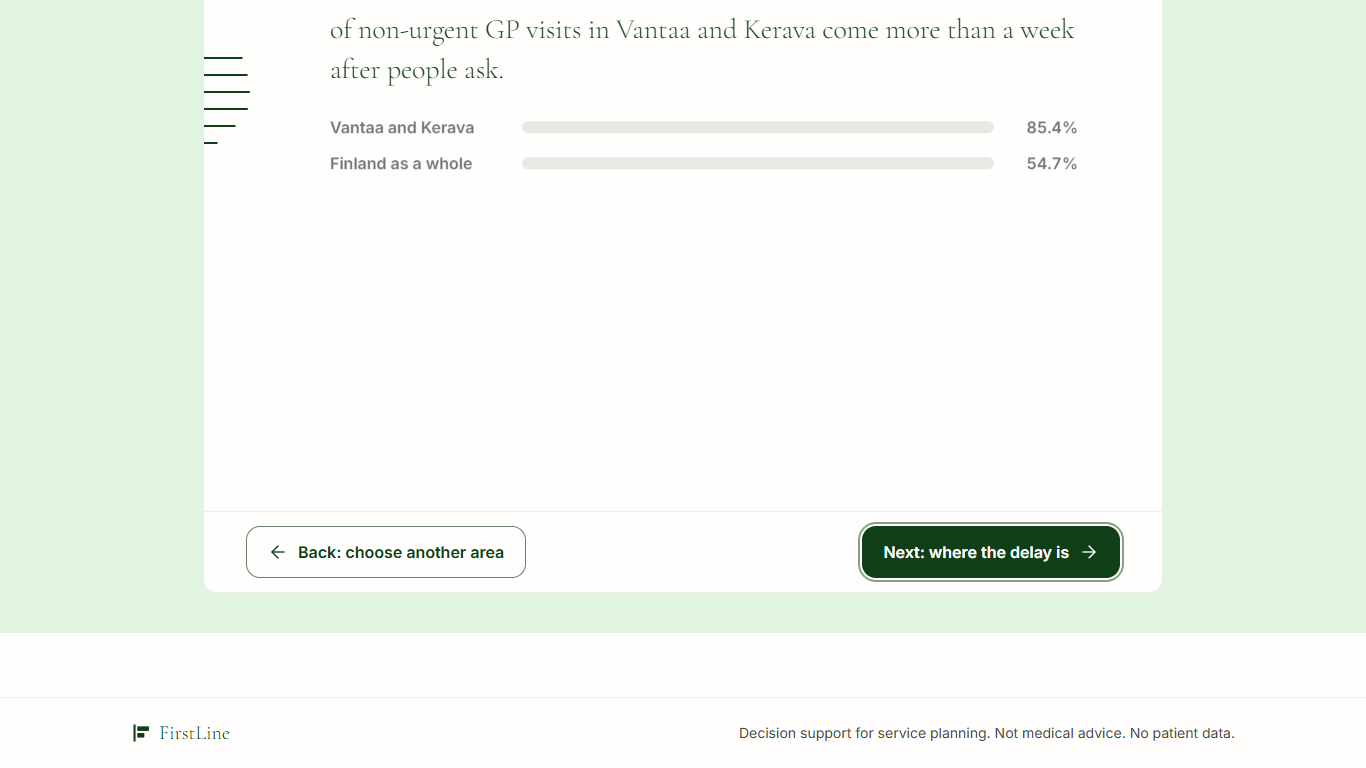 of non-urgent GP visits in Vantaa and Kerava come more than a week
after people ask.
Vantaa and Kerava 85.4%
Finland as a whole 54.7%
Back: choose another area
Next: where the delay is
FirstLine
Decision support for service planning. Not medical advice. No patient data.